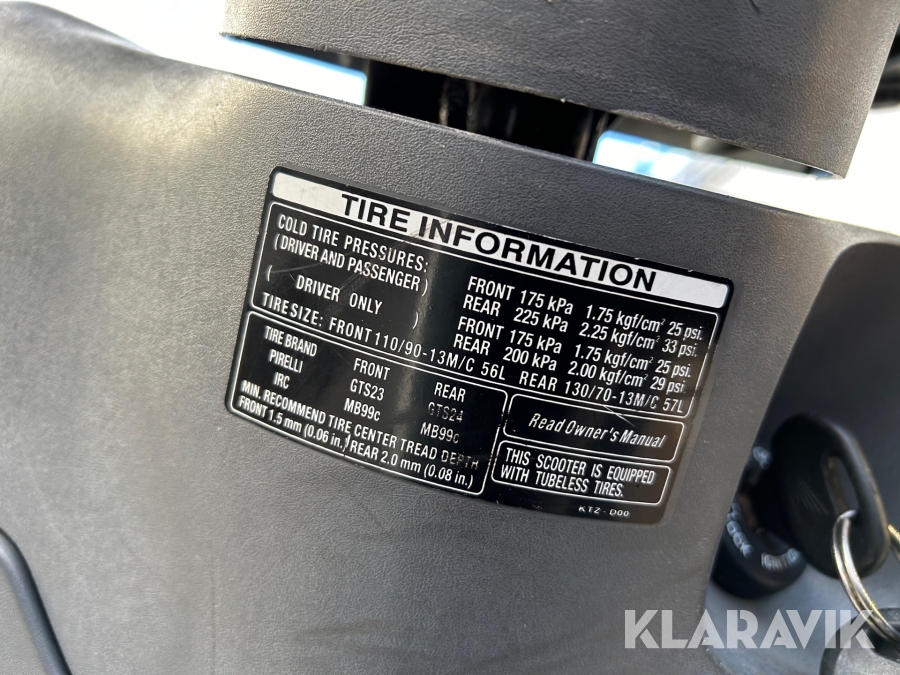 TIRE INFORMATION
COLD TIRE PRESSURES:
(DRIVER AND PASSENGER) FRONT 175 kPa 1.75 kgf/cm² 25 psi.
REAR 225 kPa 2.25 kgf/cm² 33 psi.
( DRIVER ONLY ) FRONT 175 kPa 1.75 kgf/cm² 25 psi.
REAR 200 kPa 2.00 kgf/cm² 29 psi.
TIRE SIZE: FRONT 110/90-13M/C 56L REAR 130/70-13M/C 57L
TIRE BRAND FRONT REAR
PIRELLI GTS23 GTS24
IRC MB99c MB99c
MIN. RECOMMEND TIRE CENTER TREAD DEPTH
FRONT 1.5 mm (0.06 in.)/REAR 2.0 mm (0.08 in.)
Read Owner's Manual
THIS SCOOTER IS EQUIPPED
WITH TUBELESS TIRES.
KTZ-D00
KLARAVIK